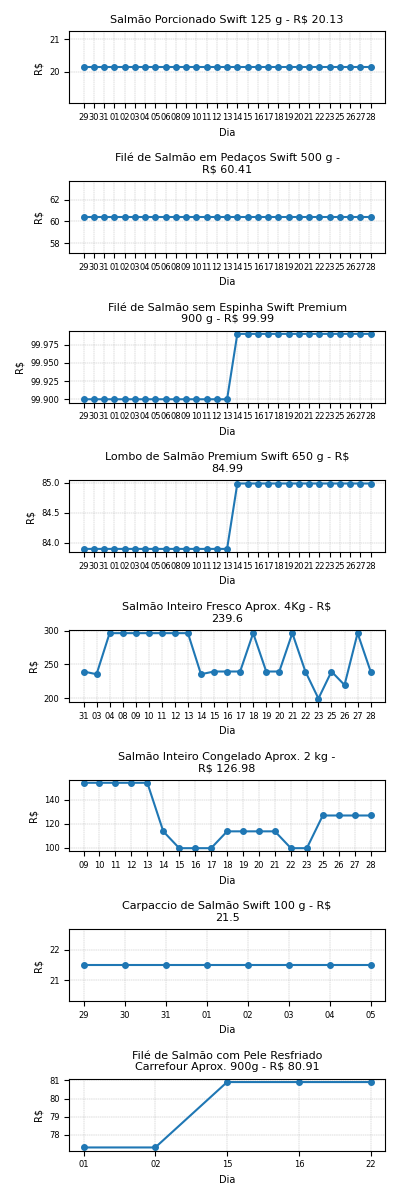 Salmão Porcionado Swift 125 g - R$ 20.13
21
20
R$
29 30 31 01 02 03 04 05 06 08 09 10 11 12 13 14 15 16 17 18 19 20 21 22 23 25 26 27 28
Dia
Filé de Salmão em Pedaços Swift 500 g -
R$ 60.41
62
60
58
R$
29 30 31 01 02 03 04 05 06 08 09 10 11 12 13 14 15 16 17 18 19 20 21 22 23 25 26 27 28
Dia
Filé de Salmão sem Espinha Swift Premium
900 g - R$ 99.99
99.975
99.950
99.925
99.900
R$
29 30 31 01 02 03 04 05 06 08 09 10 11 12 13 14 15 16 17 18 19 20 21 22 23 25 26 27 28
Dia
Lombo de Salmão Premium Swift 650 g - R$
84.99
85.0
84.5
84.0
R$
29 30 31 01 02 03 04 05 06 08 09 10 11 12 13 14 15 16 17 18 19 20 21 22 23 25 26 27 28
Dia
Salmão Inteiro Fresco Aprox. 4Kg - R$
239.6
300
250
200
R$
31 03 04 08 09 10 11 12 13 14 15 16 17 18 19 20 21 22 23 25 26 27 28
Dia
Salmão Inteiro Congelado Aprox. 2 kg -
R$ 126.98
140
120
100
R$
09 10 11 12 13 14 15 16 17 18 19 20 21 22 23 25 26 27 28
Dia
Carpaccio de Salmão Swift 100 g - R$
21.5
22
21
R$
29 30 31 01 02 03 04 05
Dia
Filé de Salmão com Pele Resfriado
Carrefour Aprox. 900g - R$ 80.91
81
80
79
78
R$
01 02 15 16 22
Dia